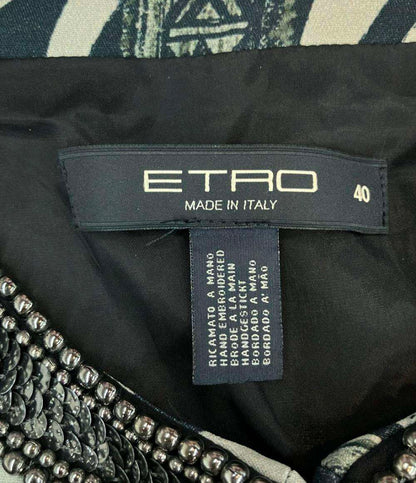 ETRO
MADE IN ITALY
40
RICAMATO A MANO
HAND EMBROIDERED
BRODE A LA MAIN
HANDGESTICKT
BORDADO A MANO
BORDADO A' MÃO